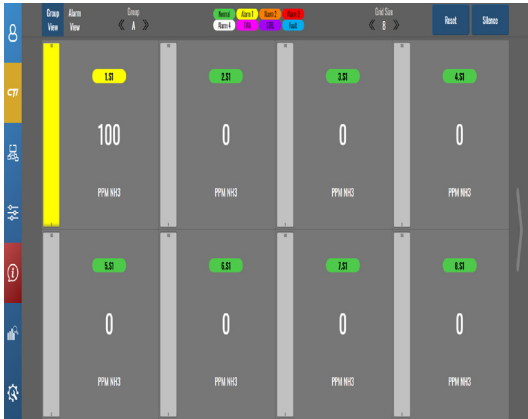 Group View
Alarm View
Group
A
Normal Alarm 1 Alarm 2 Alarm 3
Alarm 4 Fault
Grid Size
8
Reset
Silence
CTI
1.S1
100
PPM NH3
2.S1
0
PPM NH3
3.S1
0
PPM NH3
4.S1
0
PPM NH3
5.S1
0
PPM NH3
6.S1
0
PPM NH3
7.S1
0
PPM NH3
8.S1
0
PPM NH3